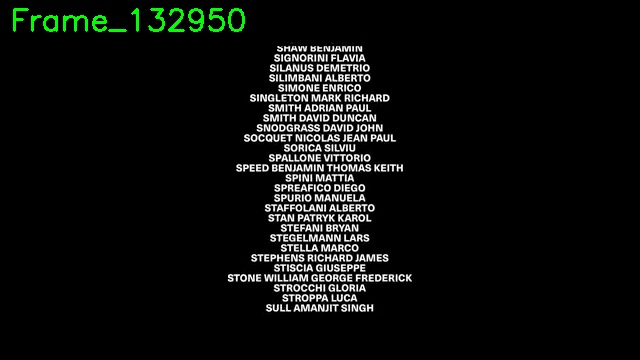 Frame_132950
SHAW BENJAMIN
SIGNORINI FLAVIA
SILANUS DEMETRIO
SILIMBANI ALBERTO
SIMONE ENRICO
SINGLETON MARK RICHARD
SMITH ADRIAN PAUL
SMITH DAVID DUNCAN
SNODGRASS DAVID JOHN
SOCQUET NICOLAS JEAN PAUL
SORICA SILVIU
SPALLONE VITTORIO
SPEED BENJAMIN THOMAS KEITH
SPINI MATTIA
SPREAFICO DIEGO
SPURIO MANUELA
STAFFOLANI ALBERTO
STAN PATRYK KAROL
STEFANI BRYAN
STEGELMANN LARS
STELLA MARCO
STEPHENS RICHARD JAMES
STISCIA GIUSEPPE
STONE WILLIAM GEORGE FREDERICK
STROCCHI GLORIA
STROPPA LUCA
SULL AMANJIT SINGH